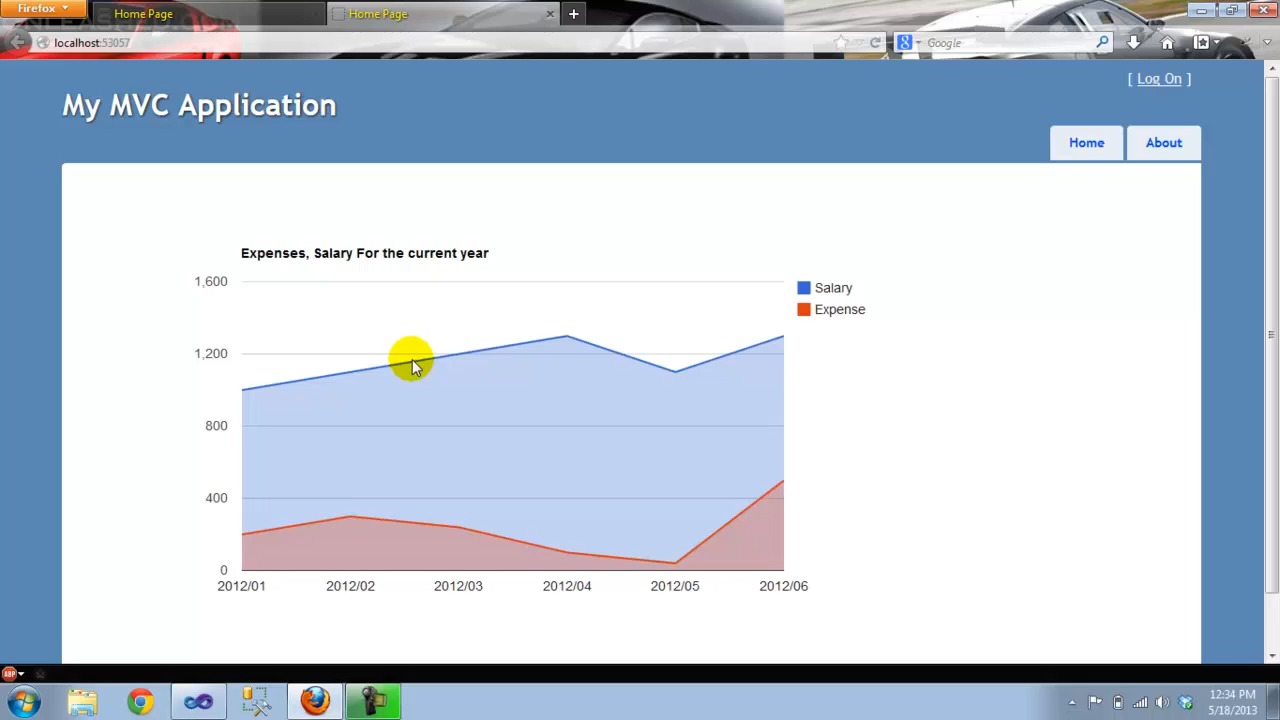 Firefox
Home Page
Home Page
localhost:53057
Google
[ Log On ]
My MVC Application
Home
About
Expenses, Salary For the current year
1,600
1,200
800
400
0
Salary
Expense
2012/01 2012/02 2012/03 2012/04 2012/05 2012/06
ABP
12:34 PM
5/18/2013